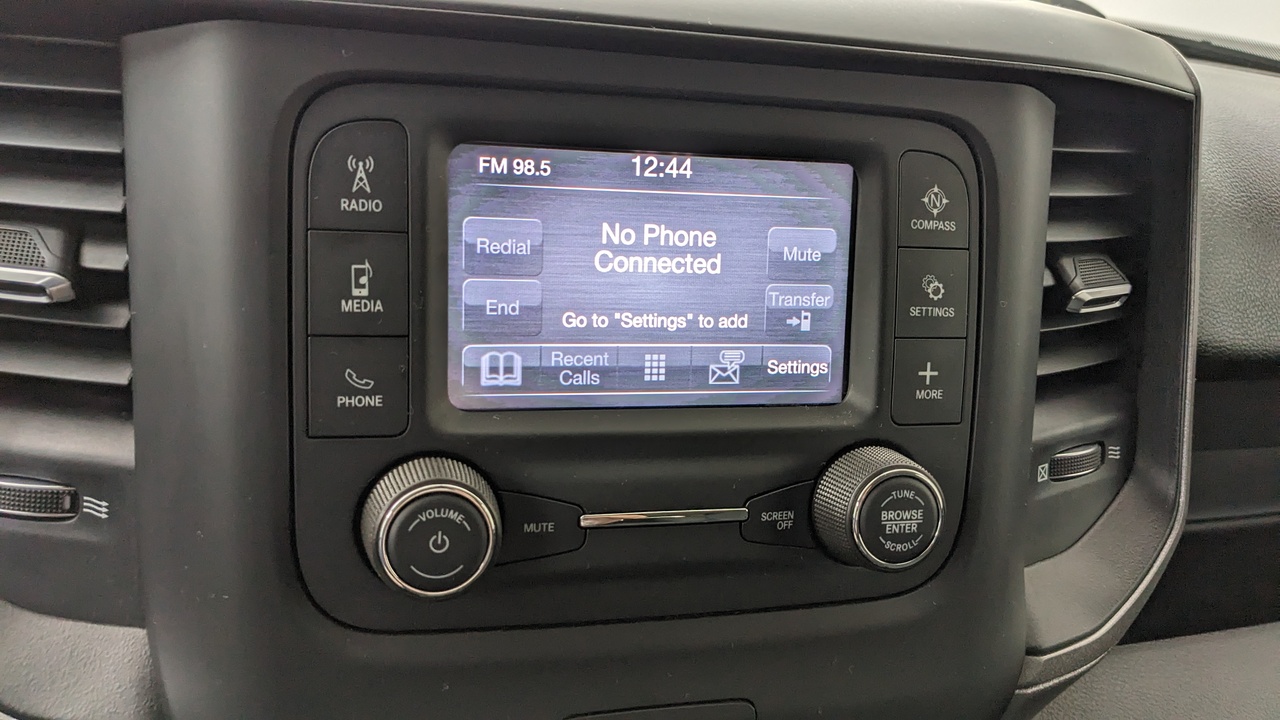 FM 98.5 12:44
RADIO
MEDIA
PHONE
Redial
End
No Phone
Connected
Go to "Settings" to add
Mute
Transfer
Recent
Calls
Settings
N
COMPASS
SETTINGS
MORE
VOLUME
MUTE
SCREEN
OFF
TUNE
BROWSE
ENTER
SCROLL